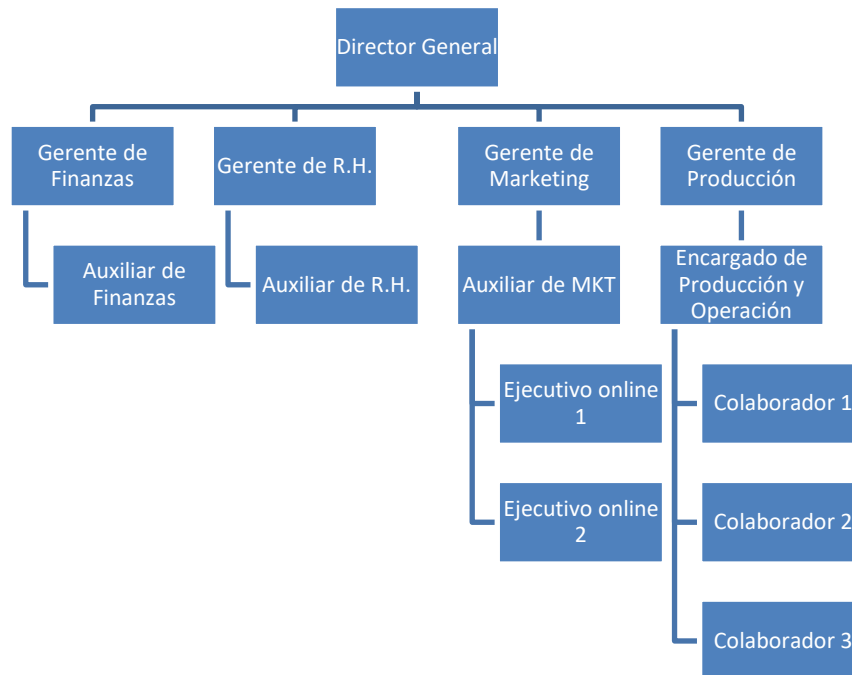 Director General
Gerente de
Finanzas
Gerente de R.H.
Gerente de
Marketing
Gerente de
Producción
Auxiliar de
Finanzas
Auxiliar de R.H.
Auxiliar de MKT
Encargado de
Producción y
Operación
Ejecutivo online
1
Colaborador 1
Ejecutivo online
2
Colaborador 2
Colaborador 3